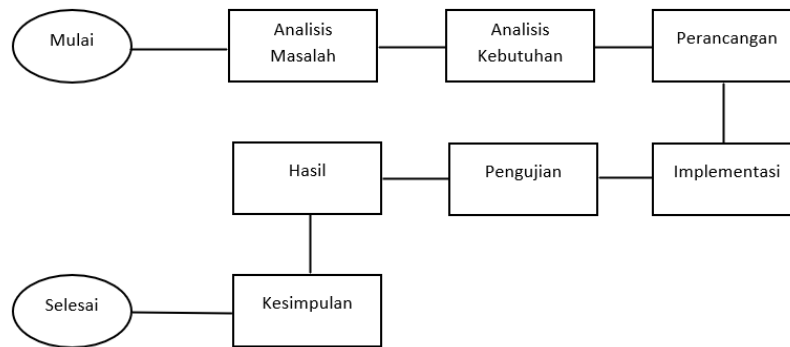 Mulai
Analisis
Masalah
Analisis
Kebutuhan
Perancangan
Implementasi
Pengujian
Hasil
Kesimpulan
Selesai